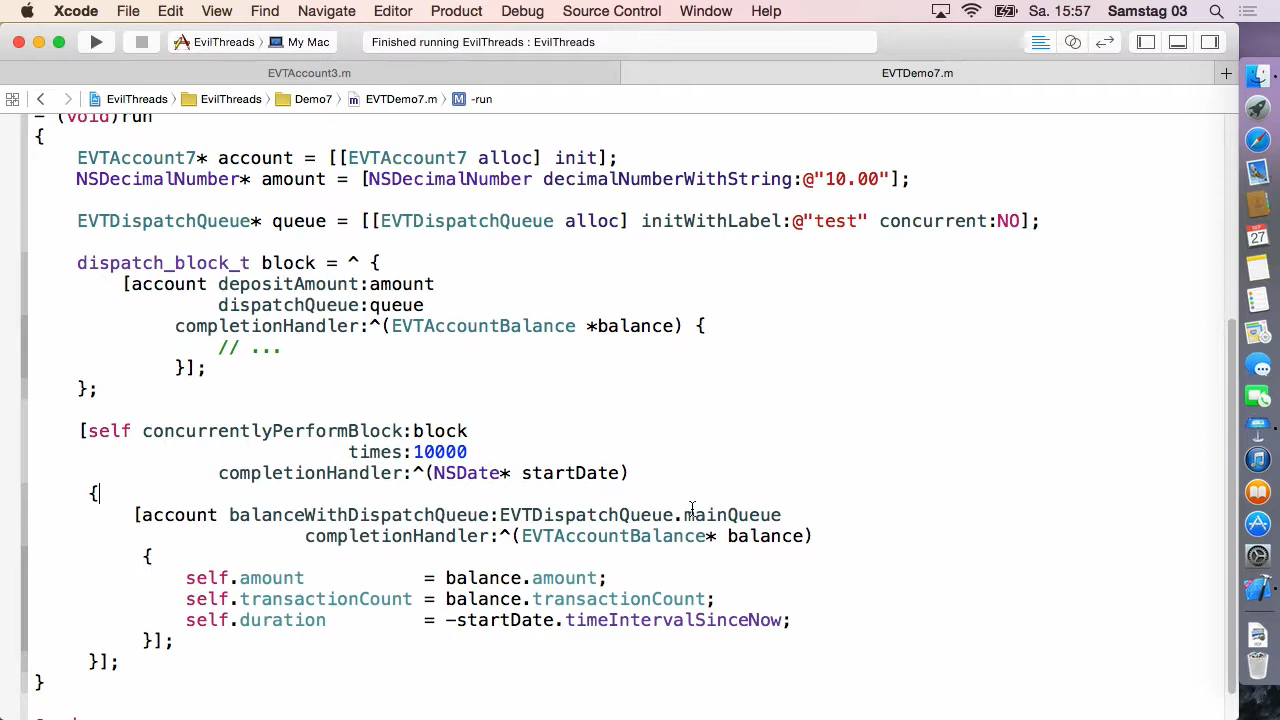 Xcode File Edit View Find Navigate Editor Product Debug Source Control Window Help Sa. 15:57 Samstag 03
EvilThreads My Mac Finished running EvilThreads : EvilThreads
EVTAccount3.m EVTDemo7.m
EvilThreads EvilThreads Demo7 m EVTDemo7.m M -run
(void)run
{
EVTAccount7* account = [[EVTAccount7 alloc] init];
NSDecimalNumber* amount = [NSDecimalNumber decimalNumberWithString:@"10.00"];
EVTDispatchQueue* queue = [[EVTDispatchQueue alloc] initWithLabel:@"test" concurrent:NO];
dispatch_block_t block = ^ {
[account depositAmount:amount
dispatchQueue:queue
completionHandler:^(EVTAccountBalance *balance) {
// ...
}];
};
[self concurrentlyPerformBlock:block
times:10000
completionHandler:^(NSDate* startDate)
{
[account balanceWithDispatchQueue:EVTDispatchQueue.mainQueue
completionHandler:^(EVTAccountBalance* balance)
{
self.amount = balance.amount;
self.transactionCount = balance.transactionCount;
self.duration = -startDate.timeIntervalSinceNow;
}];
}];
}
SEP
27